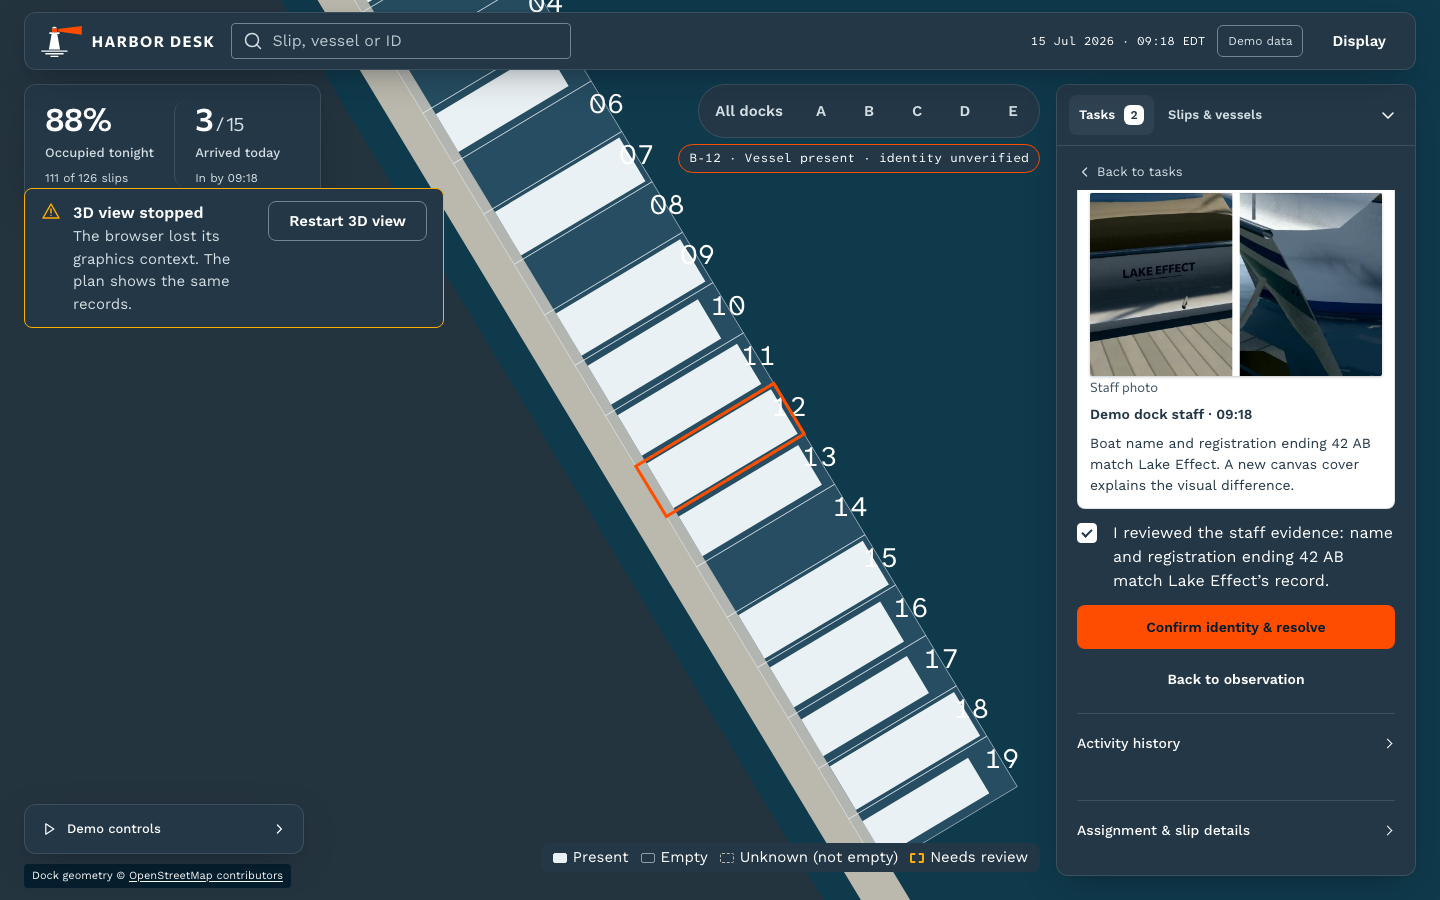 04
HARBOR DESK
Slip, vessel or ID
15 Jul 2026 · 09:18 EDT
Demo data
Display
88%
Occupied tonight
111 of 126 slips
3/15
Arrived today
In by 09:18
3D view stopped
The browser lost its
graphics context. The
plan shows the same
records.
Restart 3D view
All docks A B C D E
B-12 · Vessel present · identity unverified
06
07
08
09
10
11
12
13
14
15
16
17
18
19
Tasks 2
Slips & vessels
Back to tasks
LAKE EFFECT
Staff photo
Demo dock staff · 09:18
Boat name and registration ending 42 AB
match Lake Effect. A new canvas cover
explains the visual difference.
I reviewed the staff evidence: name
and registration ending 42 AB
match Lake Effect’s record.
Confirm identity & resolve
Back to observation
Activity history
Assignment & slip details
Demo controls
Dock geometry © OpenStreetMap contributors
Present
Empty
Unknown (not empty)
Needs review